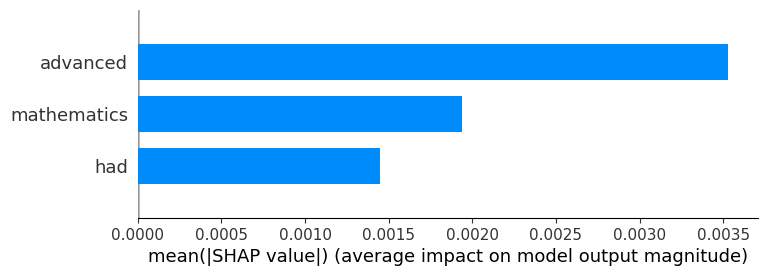 advanced
mathematics
had
0.0000 0.0005 0.0010 0.0015 0.0020 0.0025 0.0030 0.0035
mean(|SHAP value|) (average impact on model output magnitude)